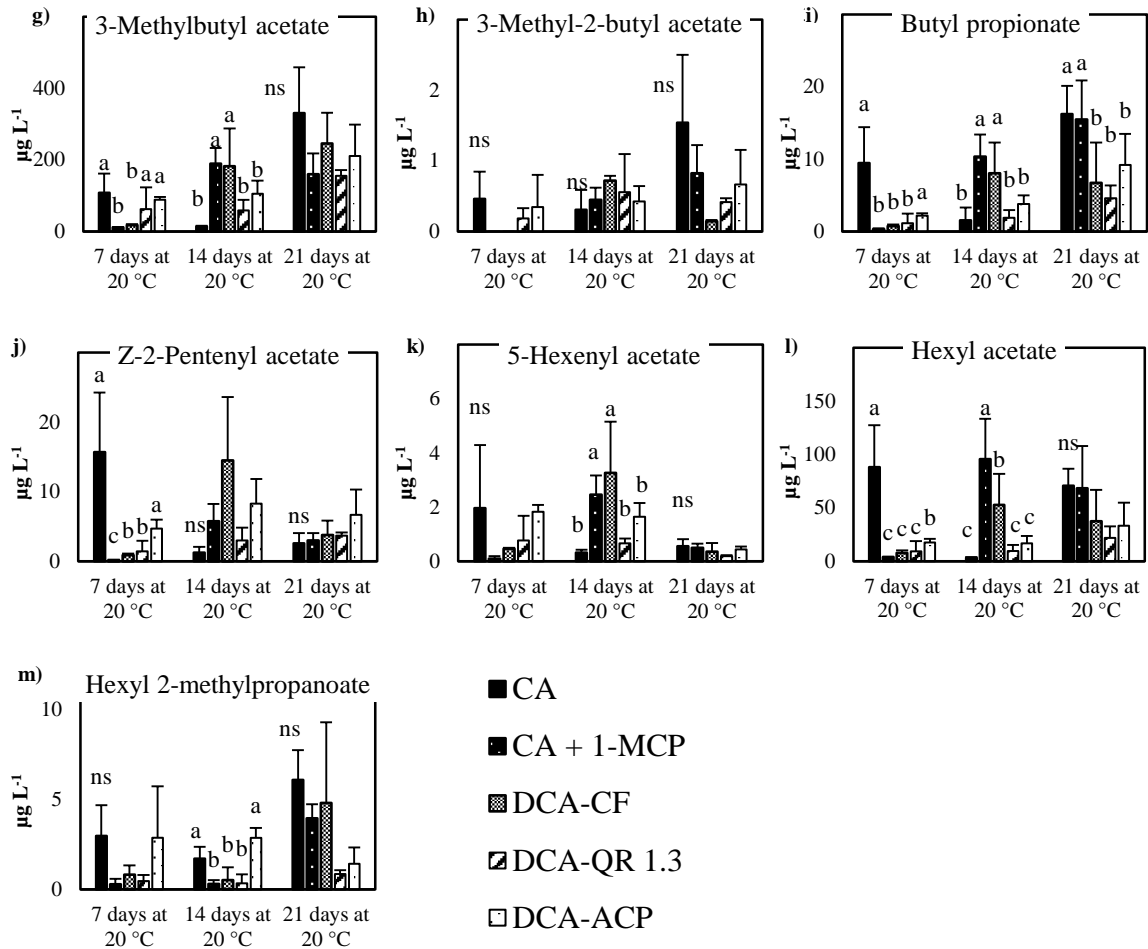 g)
3-Methylbutyl acetate
µg L-1
400
200
0
a b b a a
b a a b b
ns
7 days at 20 °C
14 days at 20 °C
21 days at 20 °C
h)
3-Methyl-2-butyl acetate
µg L-1
3
2
1
0
ns
ns
ns
7 days at 20 °C
14 days at 20 °C
21 days at 20 °C
i)
Butyl propionate
µg L-1
30
20
10
0
a b b b a
b a a b b
a a b b b
7 days at 20 °C
14 days at 20 °C
21 days at 20 °C
j)
Z-2-Pentenyl acetate
µg L-1
20
10
0
a c b b a
ns
ns
7 days at 20 °C
14 days at 20 °C
21 days at 20 °C
k)
5-Hexenyl acetate
µg L-1
8
6
4
2
0
ns
b a a b b
ns
7 days at 20 °C
14 days at 20 °C
21 days at 20 °C
l)
Hexyl acetate
µg L-1
150
100
50
0
a c c c b
c a b c c
ns
7 days at 20 °C
14 days at 20 °C
21 days at 20 °C
m)
Hexyl 2-methylpropanoate
µg L-1
10
5
0
ns
a b b b a
ns
7 days at 20 °C
14 days at 20 °C
21 days at 20 °C
CA
CA + 1-MCP
DCA-CF
DCA-QR 1.3
DCA-ACP